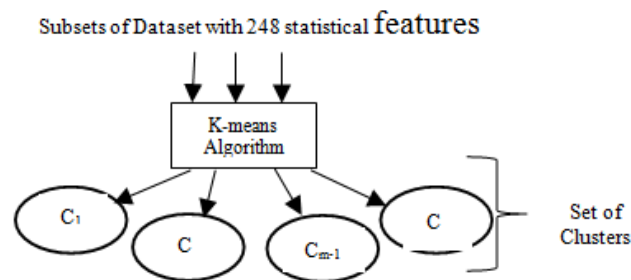 Subsets of Dataset with 248 statistical features
K-means
Algorithm
C1
C
Cm-1
C
Set of
Clusters